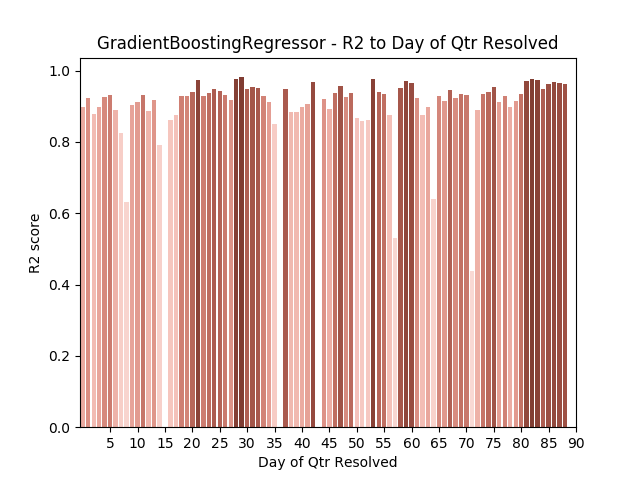 GradientBoostingRegressor - R2 to Day of Qtr Resolved
1.0
0.8
0.6
0.4
0.2
0.0
R2 score
5 10 15 20 25 30 35 40 45 50 55 60 65 70 75 80 85 90
Day of Qtr Resolved